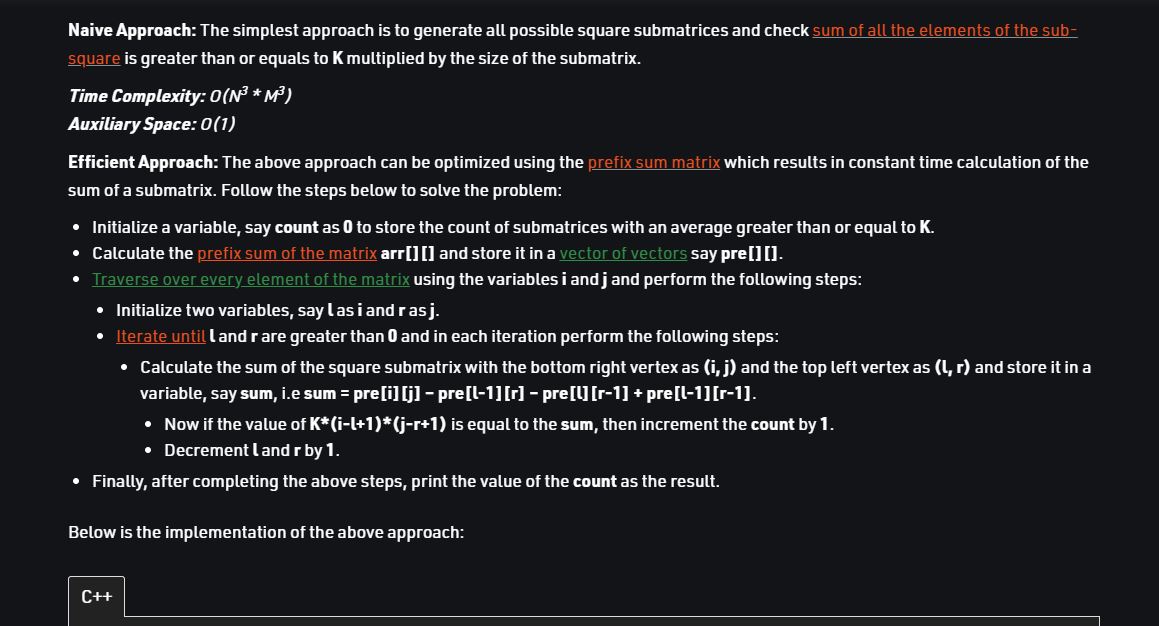 Naive Approach: The simplest approach is to generate all possible square submatrices and check sum of all the elements of the sub-
square is greater than or equals to K multiplied by the size of the submatrix.
Time Complexity: O(N³ * M³)
Auxiliary Space: O(1)
Efficient Approach: The above approach can be optimized using the prefix sum matrix which results in constant time calculation of the
sum of a submatrix. Follow the steps below to solve the problem:
• Initialize a variable, say count as 0 to store the count of submatrices with an average greater than or equal to K.
• Calculate the prefix sum of the matrix arr[][] and store it in a vector of vectors say pre[][].
• Traverse over every element of the matrix using the variables i and j and perform the following steps:
• Initialize two variables, say l as i and r as j.
• Iterate until l and r are greater than 0 and in each iteration perform the following steps:
• Calculate the sum of the square submatrix with the bottom right vertex as (i, j) and the top left vertex as (l, r) and store it in a
variable, say sum, i.e sum = pre[i][j] – pre[l-1][r] – pre[l][r-1] + pre[l-1][r-1].
• Now if the value of K*(i-l+1)*(j-r+1) is equal to the sum, then increment the count by 1.
• Decrement l and r by 1.
• Finally, after completing the above steps, print the value of the count as the result.
Below is the implementation of the above approach:
C++